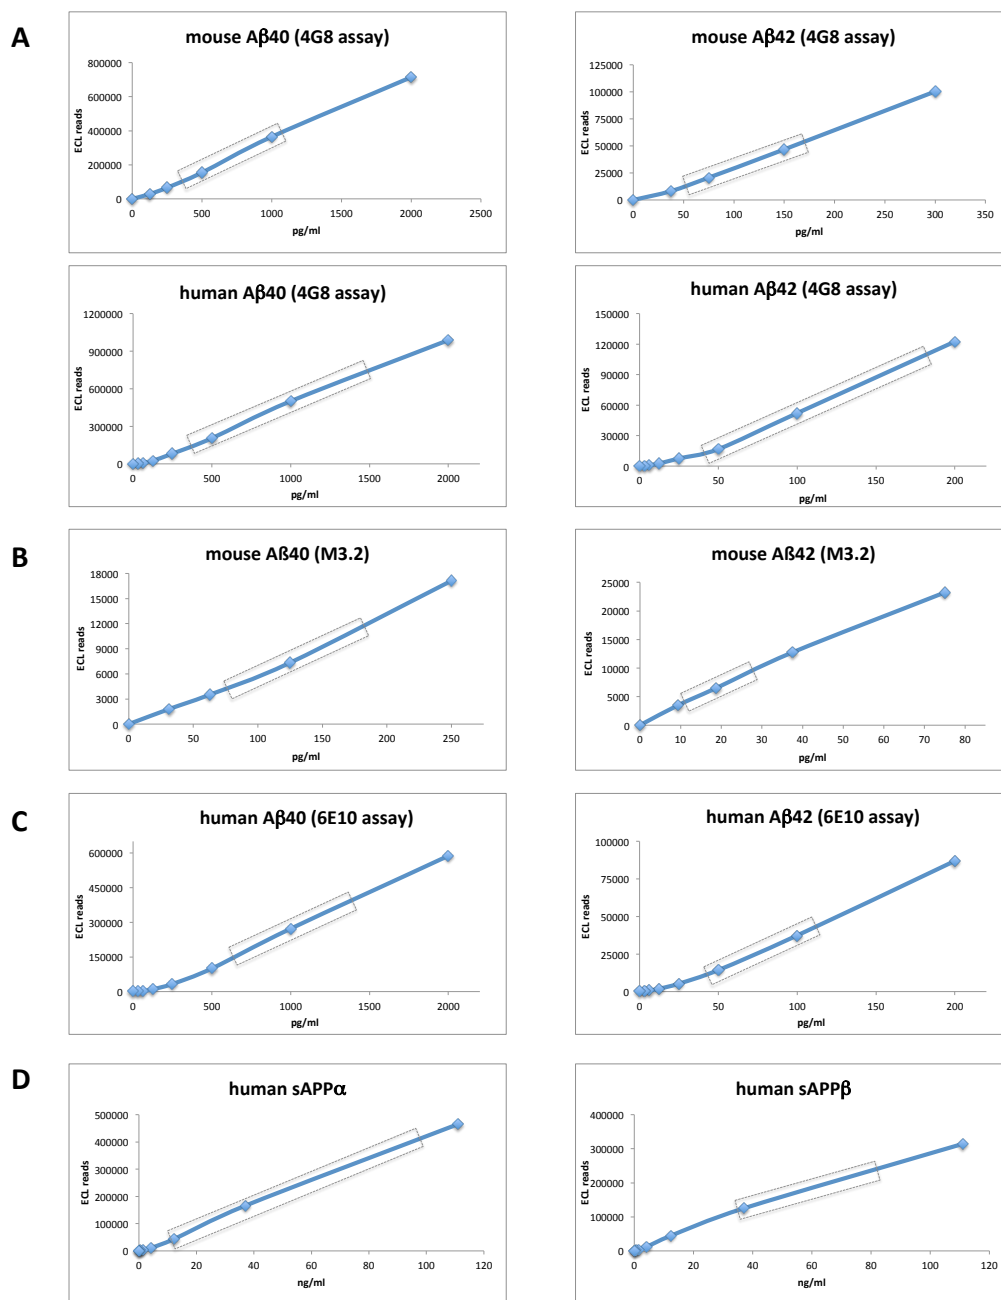 A
mouse Aβ40 (4G8 assay)
800000
600000
400000
200000
0
ECL reads
0 500 1000 1500 2000 2500
pg/ml
mouse Aβ42 (4G8 assay)
125000
100000
75000
50000
25000
0
ECL reads
0 50 100 150 200 250 300 350
pg/ml
human Aβ40 (4G8 assay)
1200000
900000
600000
300000
0
ECL reads
0 500 1000 1500 2000
pg/ml
human Aβ42 (4G8 assay)
150000
120000
90000
60000
30000
0
ECL reads
0 50 100 150 200
pg/ml
B
mouse Aß40 (M3.2)
18000
15000
12000
9000
6000
3000
0
ECL reads
0 50 100 150 200 250
pg/ml
mouse Aß42 (M3.2)
25000
20000
15000
10000
5000
0
ECL reads
0 10 20 30 40 50 60 70 80
pg/ml
C
human Aβ40 (6E10 assay)
600000
450000
300000
150000
0
ECL reads
0 500 1000 1500 2000
pg/ml
human Aβ42 (6E10 assay)
100000
75000
50000
25000
0
ECL reads
0 50 100 150 200
pg/ml
D
human sAPPα
500000
400000
300000
200000
100000
0
ECL reads
0 20 40 60 80 100 120
ng/ml
human sAPPβ
400000
300000
200000
100000
0
ECL reads
0 20 40 60 80 100 120
ng/ml